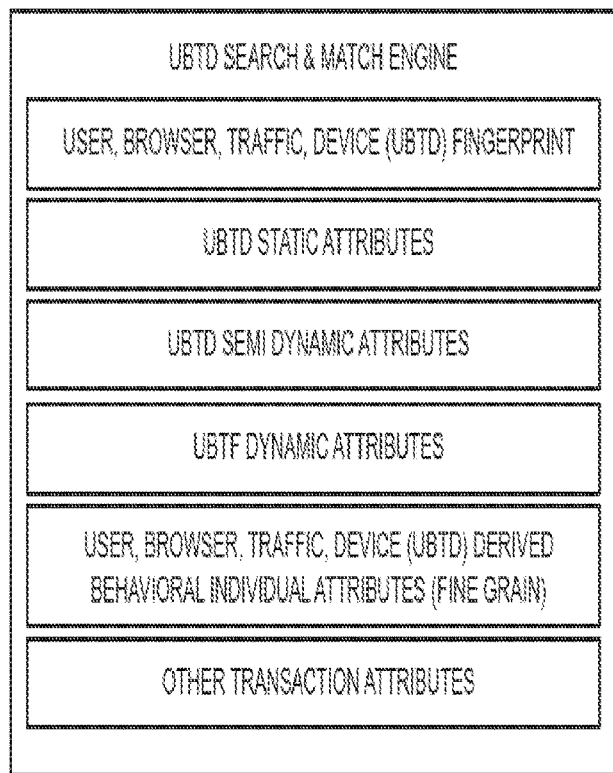 UBTD SEARCH & MATCH ENGINE
USER, BROWSER, TRAFFIC, DEVICE (UBTD) FINGERPRINT
UBTD STATIC ATTRIBUTES
UBTD SEMI DYNAMIC ATTRIBUTES
UBTF DYNAMIC ATTRIBUTES
USER, BROWSER, TRAFFIC, DEVICE (UBTD) DERIVED
BEHAVIORAL INDIVIDUAL ATTRIBUTES (FINE GRAIN)
OTHER TRANSACTION ATTRIBUTES